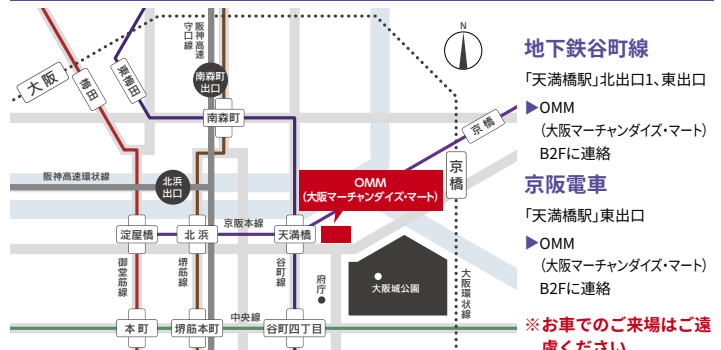 阪神高速
守口線
N
大阪
梅田
東梅田
南森町
出口
南森町
京橋
京橋
阪神高速環状線
北浜
出口
OMM
(大阪マーチャンダイズ・マート)
京阪本線
淀屋橋
北浜
天満橋
御堂筋線
堺筋線
谷町線
府庁
大阪城公園
大阪環状線
中央線
本町
堺筋本町
谷町四丁目
地下鉄谷町線
「天満橋駅」北出口1、東出口
▶OMM
(大阪マーチャンダイズ・マート)
B2Fに連絡
京阪電車
「天満橋駅」東出口
▶OMM
(大阪マーチャンダイズ・マート)
B2Fに連絡
※お車でのご来場はご遠
慮ください